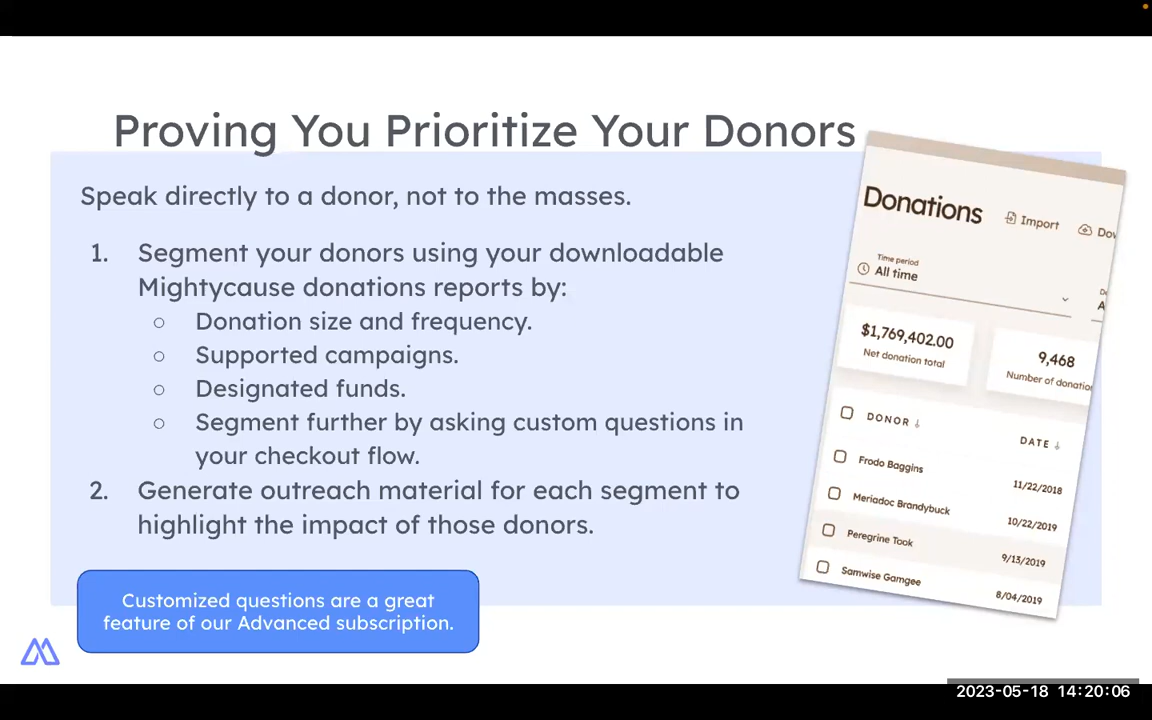 Proving You Prioritize Your Donors
Speak directly to a donor, not to the masses.
1. Segment your donors using your downloadable
Mightycause donations reports by:
○ Donation size and frequency.
○ Supported campaigns.
○ Designated funds.
○ Segment further by asking custom questions in
your checkout flow.
2. Generate outreach material for each segment to
highlight the impact of those donors.
Customized questions are a great
feature of our Advanced subscription.
Donations
Import
Time period
All time
$1,769,402.00
Net donation total
9,468
Number of
DONOR
DATE
Frodo Baggins
11/22/2018
Meriadoc Brandybuck
10/22/2019
Peregrine Took
9/13/2019
Samwise Gamgee
8/04/2019
2023-05-18 14:20:06